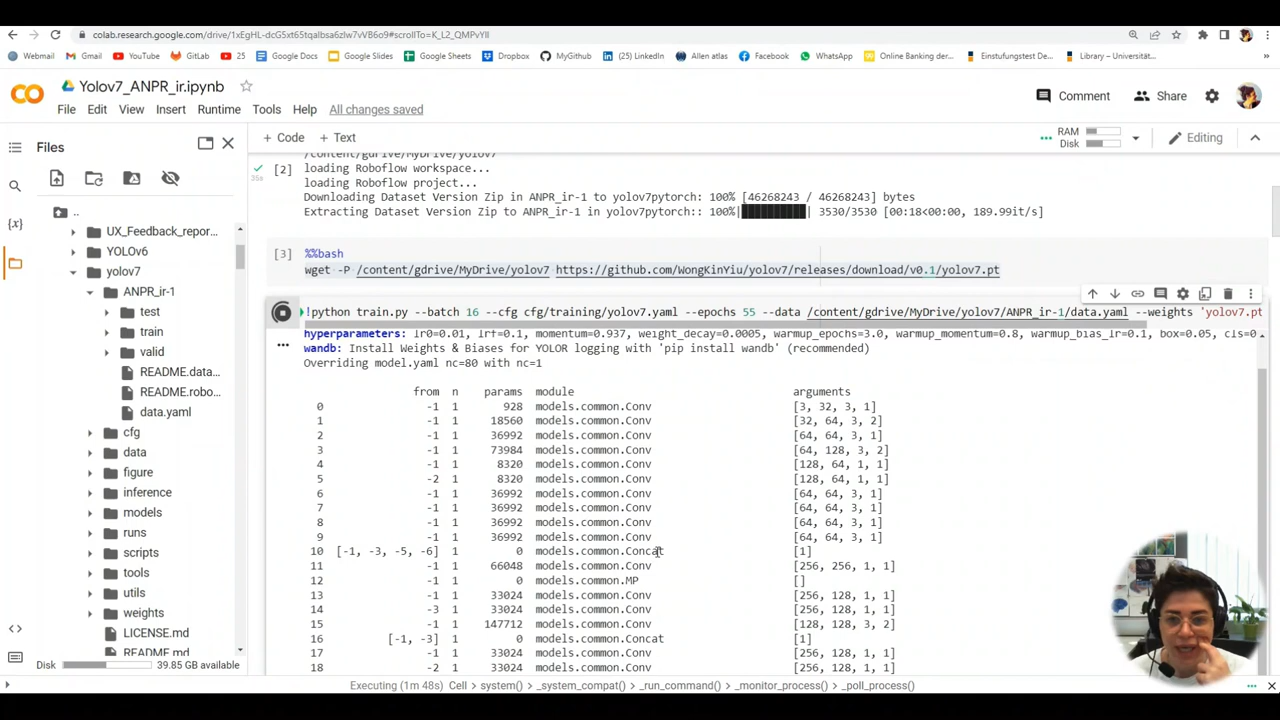 colab.research.google.com/drive/1xEgHL-dcG5xt65tqaIbsa6zIw7vVB6o9#scrollTo=K_L2_QMPvYII
Webmail Gmail YouTube GitLab 25 Google Docs Google Slides Google Sheets Dropbox MyGithub (25) LinkedIn Allen atlas Facebook WhatsApp Online Banking der... Einstufungstest De... Library – Universität... »
CO Yolov7_ANPR_ir.ipynb
File Edit View Insert Runtime Tools Help All changes saved
Comment Share
Files
+ Code + Text
RAM
Disk
Editing
/content/gdrive/MyDrive/yolov7
[2] loading Roboflow workspace...
35s loading Roboflow project...
Downloading Dataset Version Zip in ANPR_ir-1 to yolov7pytorch: 100% [46268243 / 46268243] bytes
Extracting Dataset Version Zip to ANPR_ir-1 in yolov7pytorch:: 100%|██████████| 3530/3530 [00:18<00:00, 189.99it/s]
..
UX_Feedback_repor...
YOLOv6
yolov7
ANPR_ir-1
test
train
valid
README.data...
README.robo...
data.yaml
cfg
data
figure
inference
models
runs
scripts
tools
utils
weights
LICENSE.md
README.md
Disk 39.85 GB available
[3] %%bash
wget -P /content/gdrive/MyDrive/yolov7 https://github.com/WongKinYiu/yolov7/releases/download/v0.1/yolov7.pt
!python train.py --batch 16 --cfg cfg/training/yolov7.yaml --epochs 55 --data /content/gdrive/MyDrive/yolov7/ANPR_ir-1/data.yaml --weights 'yolov7.pt
hyperparameters: lr0=0.01, lrf=0.1, momentum=0.937, weight_decay=0.0005, warmup_epochs=3.0, warmup_momentum=0.8, warmup_bias_lr=0.1, box=0.05, cls=0
wandb: Install Weights & Biases for YOLOR logging with 'pip install wandb' (recommended)
Overriding model.yaml nc=80 with nc=1
from n params module arguments
0 -1 1 928 models.common.Conv [3, 32, 3, 1]
1 -1 1 18560 models.common.Conv [32, 64, 3, 2]
2 -1 1 36992 models.common.Conv [64, 64, 3, 1]
3 -1 1 73984 models.common.Conv [64, 128, 3, 2]
4 -1 1 8320 models.common.Conv [128, 64, 1, 1]
5 -2 1 8320 models.common.Conv [128, 64, 1, 1]
6 -1 1 36992 models.common.Conv [64, 64, 3, 1]
7 -1 1 36992 models.common.Conv [64, 64, 3, 1]
8 -1 1 36992 models.common.Conv [64, 64, 3, 1]
9 -1 1 36992 models.common.Conv [64, 64, 3, 1]
10 [-1, -3, -5, -6] 1 0 models.common.Concat [1]
11 -1 1 66048 models.common.Conv [256, 256, 1, 1]
12 -1 1 0 models.common.MP []
13 -1 1 33024 models.common.Conv [256, 128, 1, 1]
14 -3 1 33024 models.common.Conv [256, 128, 1, 1]
15 -1 1 147712 models.common.Conv [128, 128, 3, 2]
16 [-1, -3] 1 0 models.common.Concat [1]
17 -1 1 33024 models.common.Conv [256, 128, 1, 1]
18 -2 1 33024 models.common.Conv [256, 128, 1, 1]
Executing (1m 48s) Cell > system() > _system_compat() > _run_command() > _monitor_process() > _poll_process()